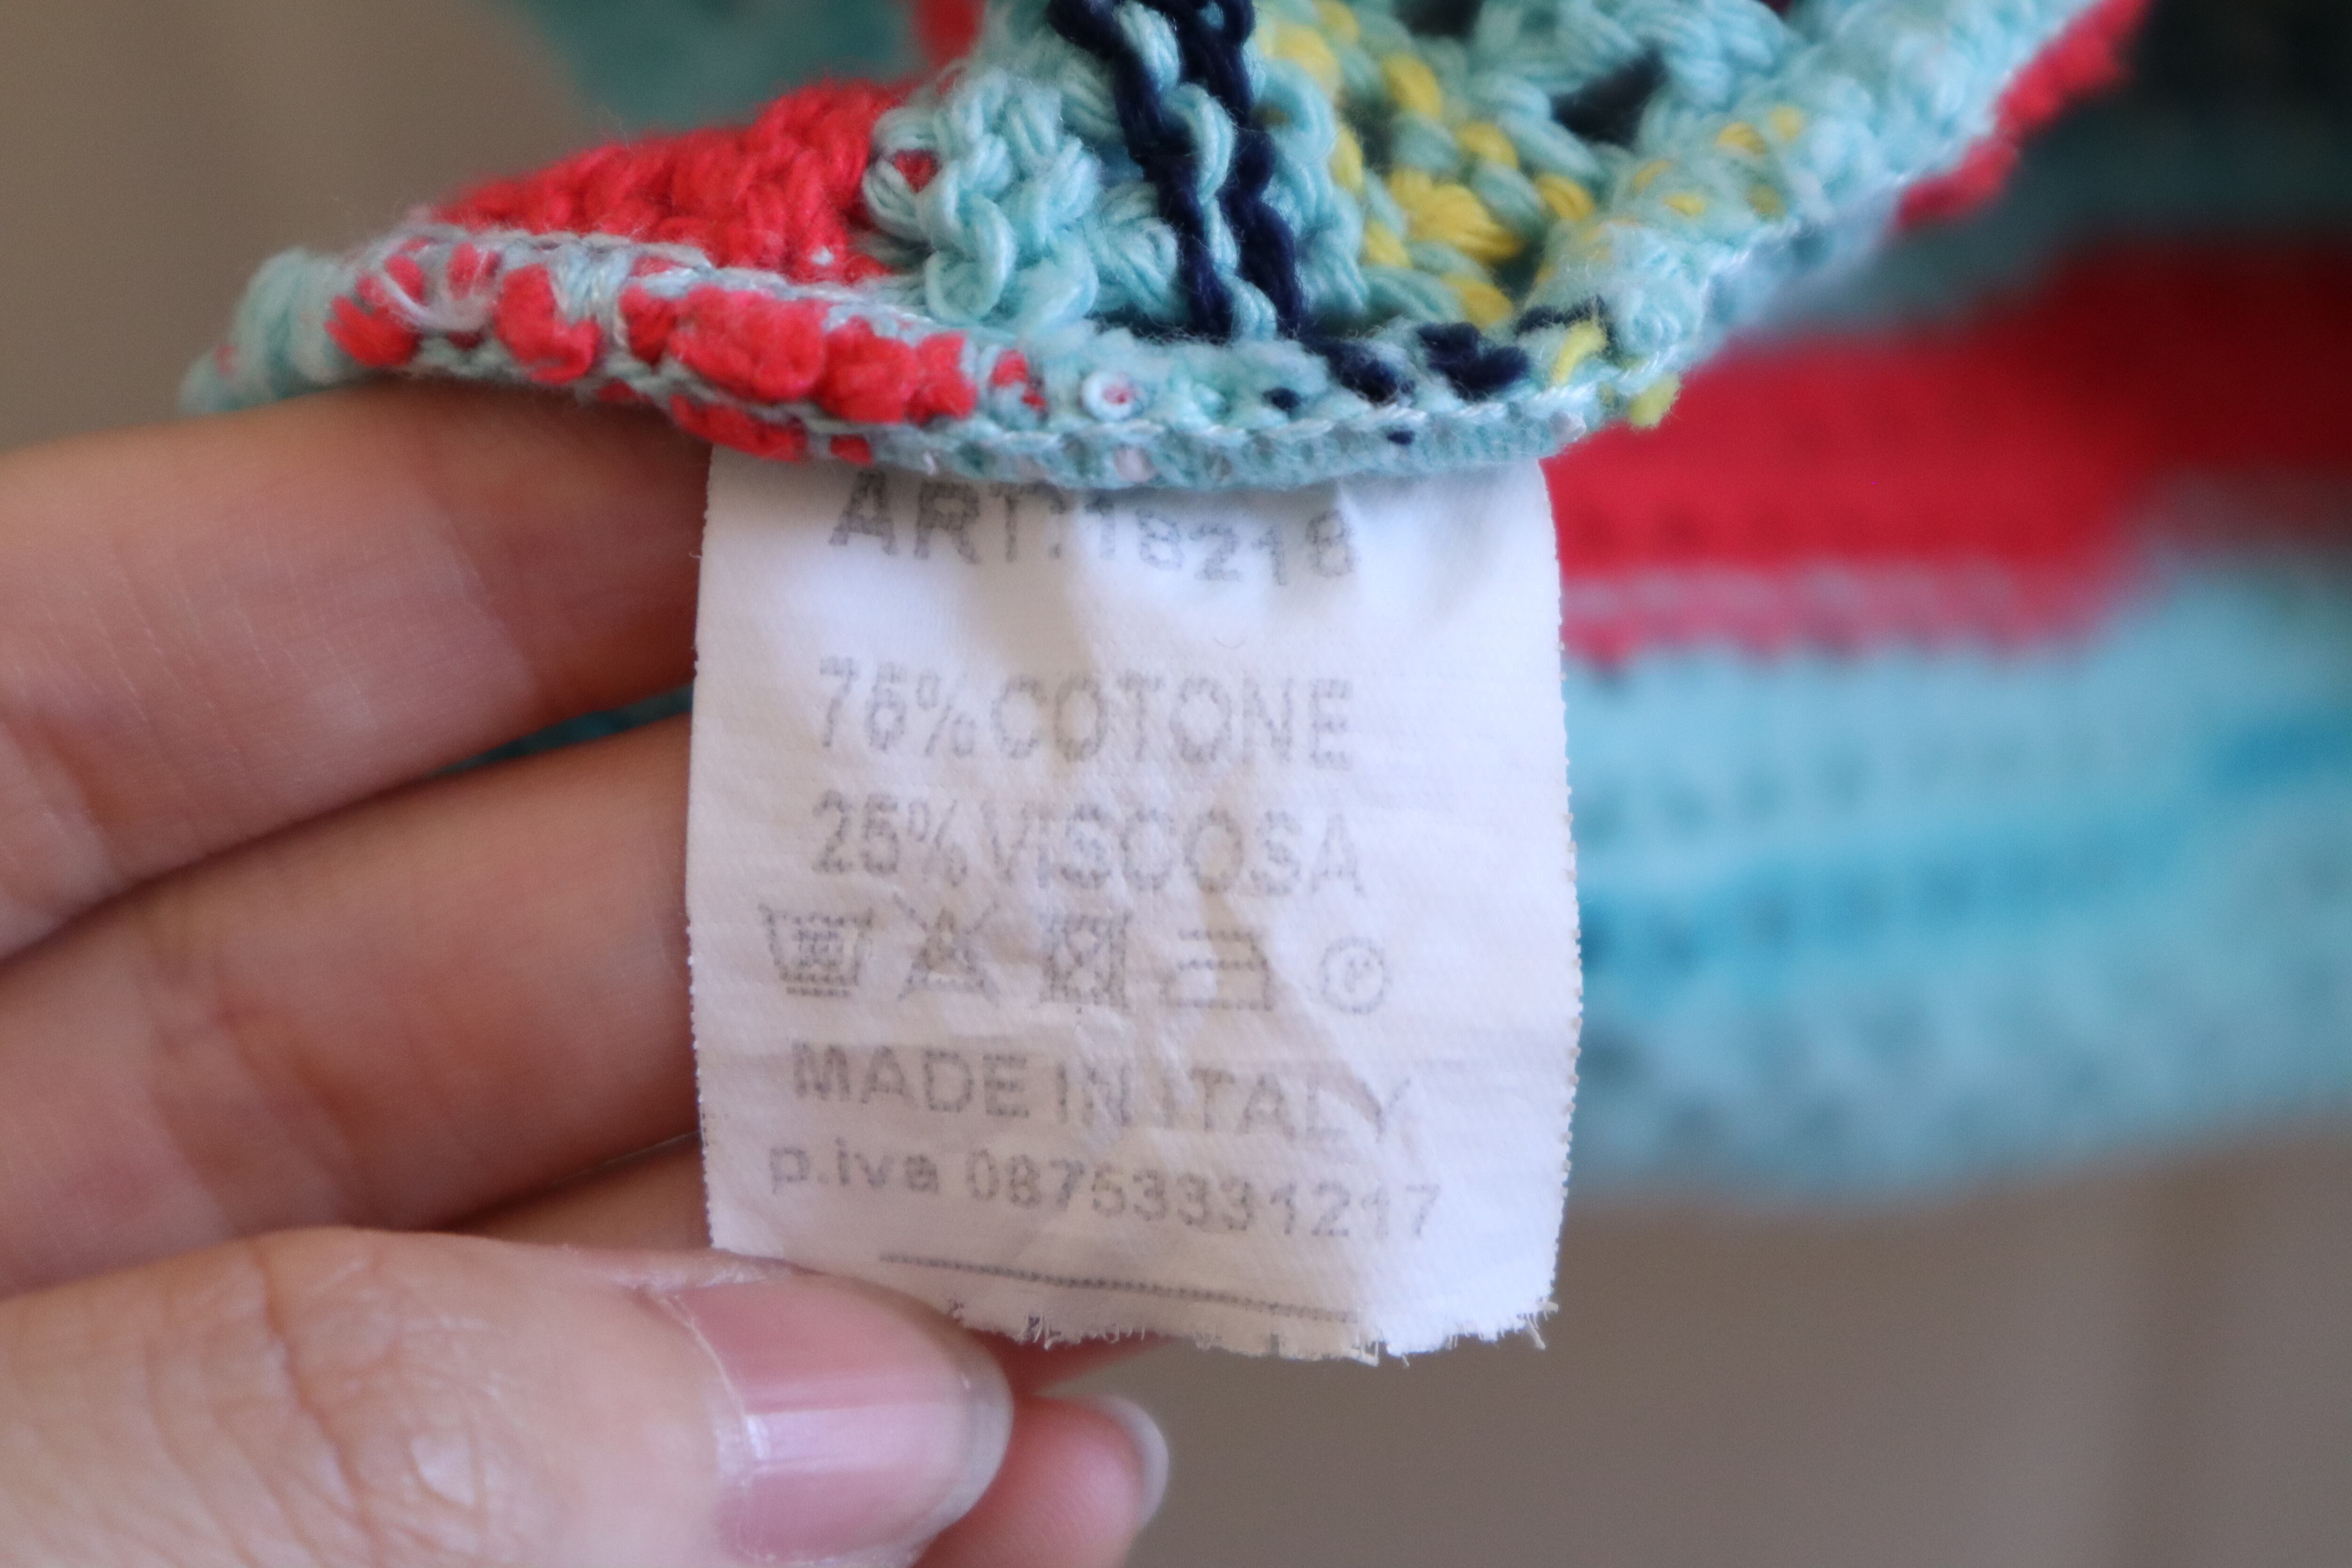 ART:18218
75%COTONE
25%VISCOSA
MADE IN ITALY
p.iva 08753331217